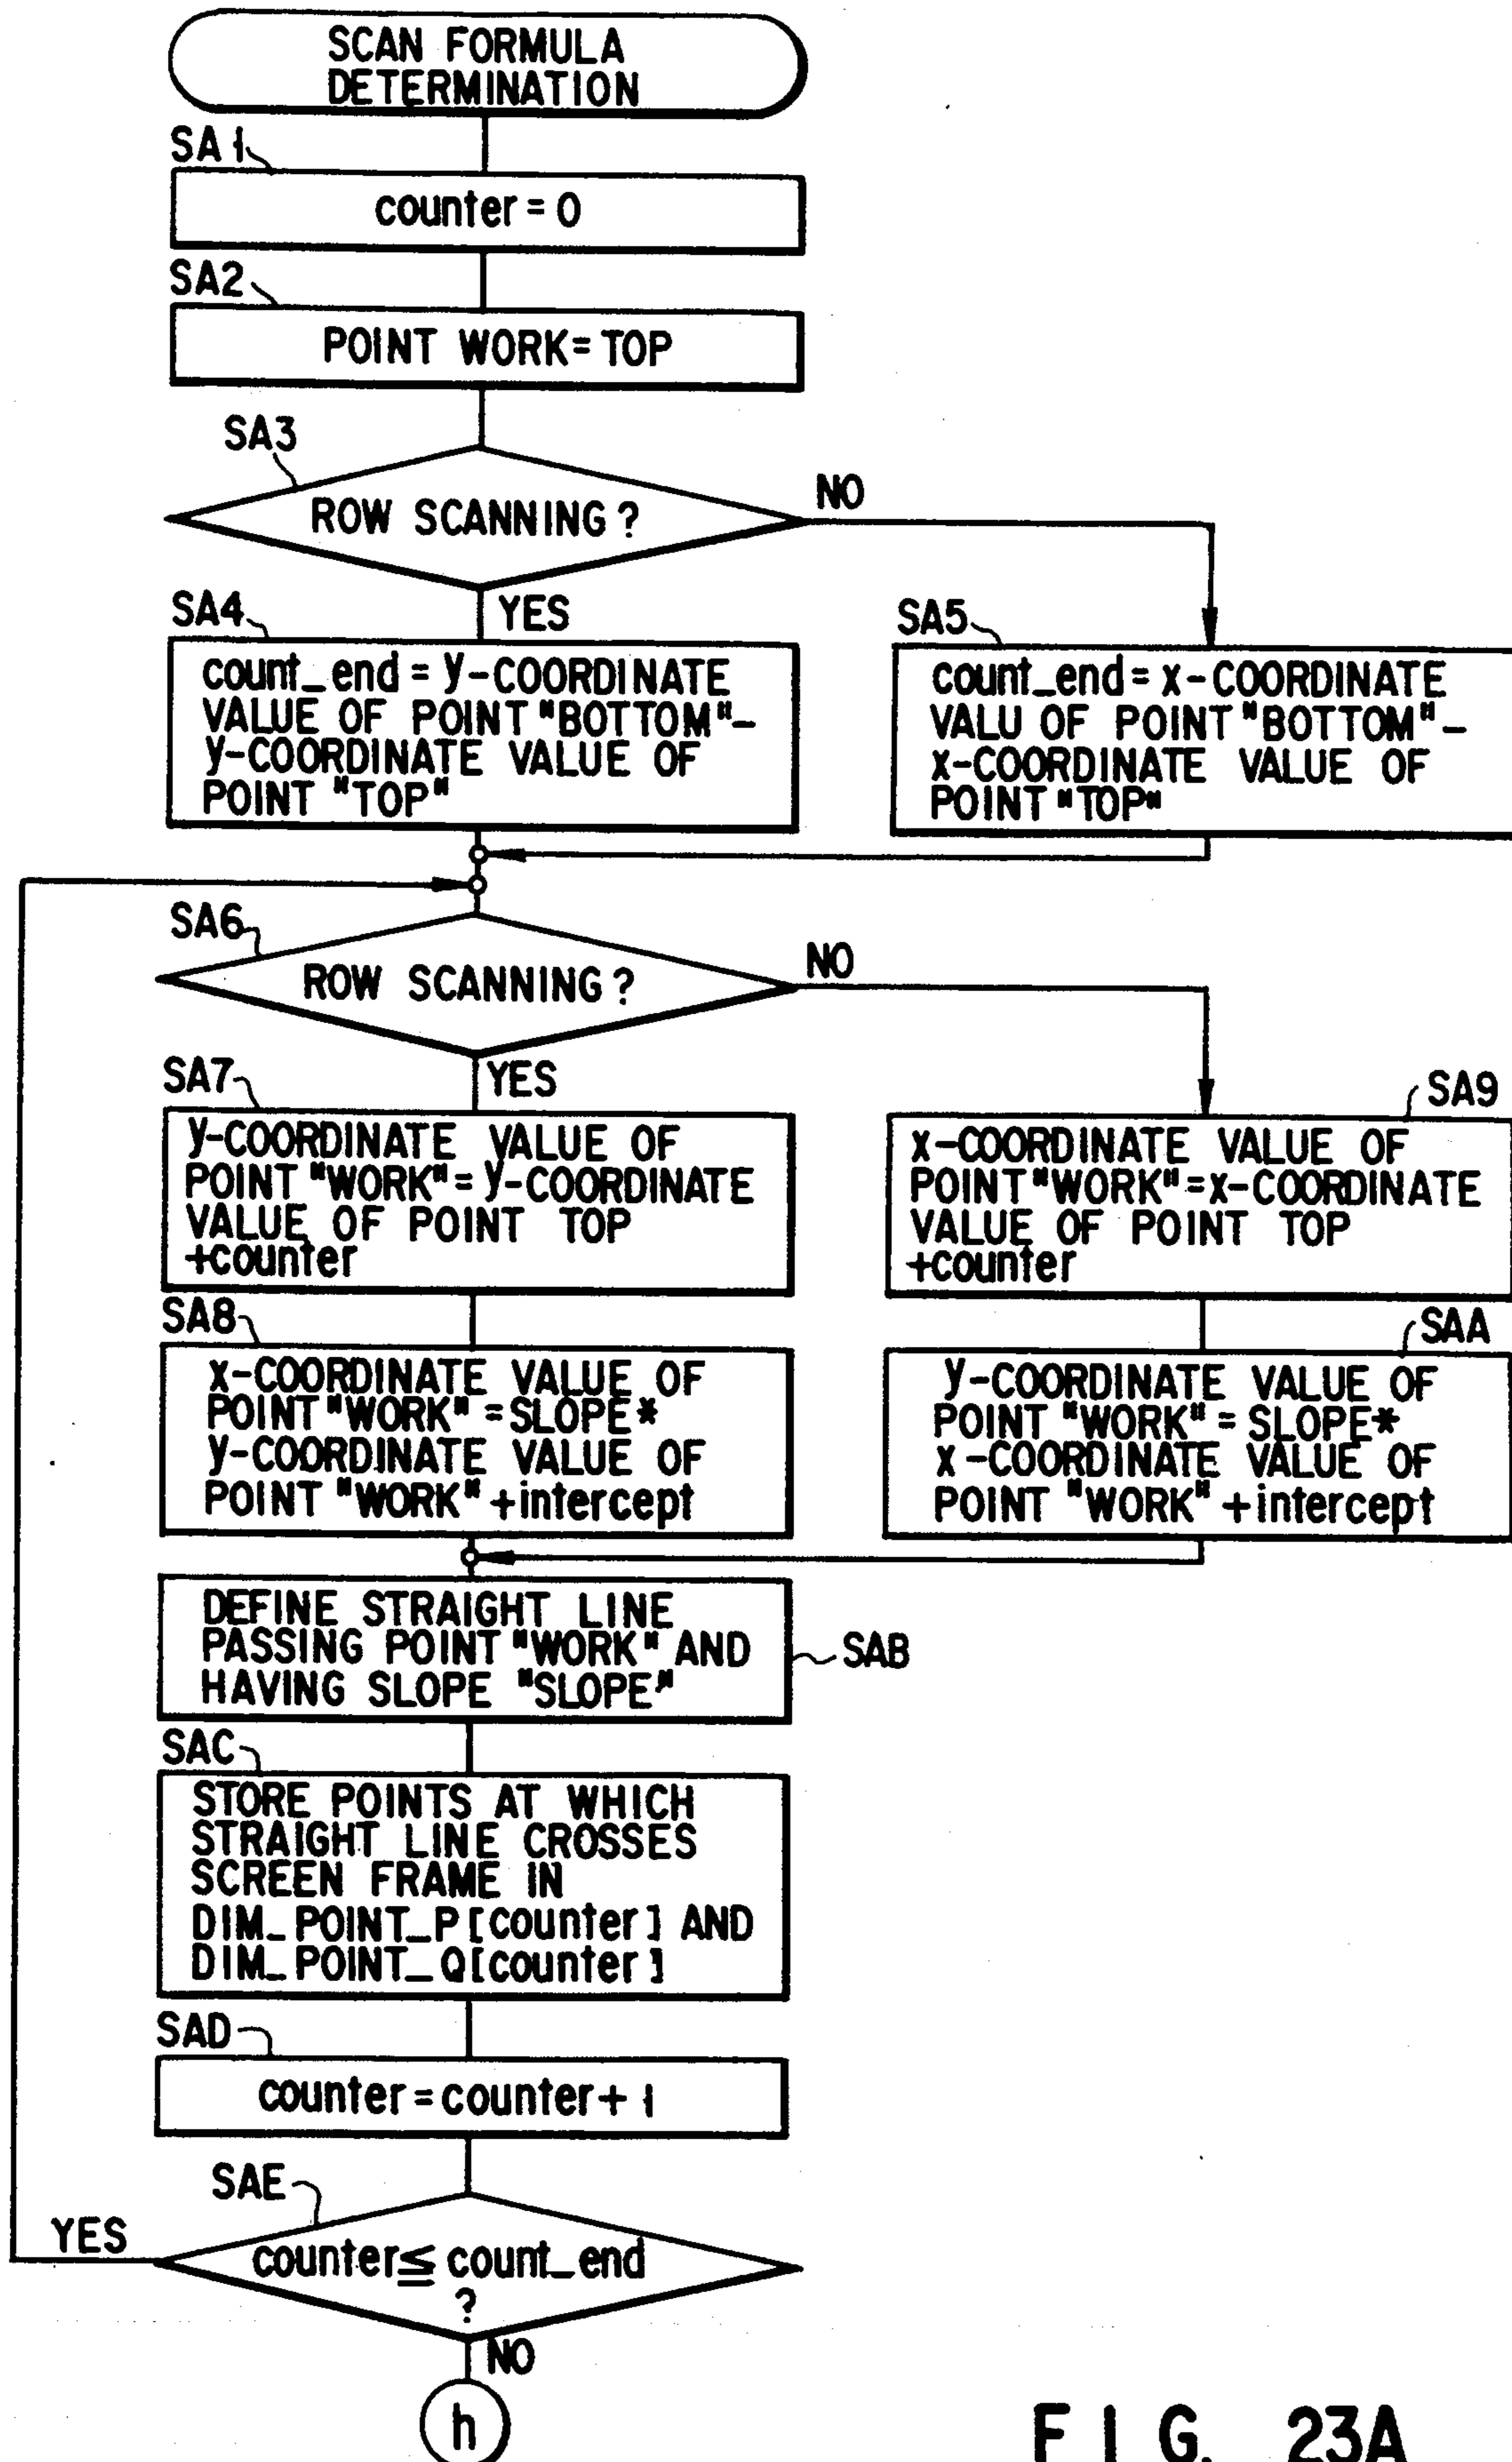 SCAN FORMULA
DETERMINATION
SA1
counter = 0
SA2
POINT WORK = TOP
SA3
ROW SCANNING ?
NO
YES
SA4
count_end = y-COORDINATE
VALUE OF POINT "BOTTOM"-
y-COORDINATE VALUE OF
POINT "TOP"
SA5
count_end = x-COORDINATE
VALU OF POINT "BOTTOM"-
x-COORDINATE VALUE OF
POINT "TOP"
SA6
ROW SCANNING ?
NO
YES
SA7
y-COORDINATE VALUE OF
POINT "WORK" = y-COORDINATE
VALUE OF POINT TOP
+counter
SA9
x-COORDINATE VALUE OF
POINT "WORK" = x-COORDINATE
VALUE OF POINT TOP
+counter
SA8
x-COORDINATE VALUE OF
POINT "WORK" = SLOPE*
y-COORDINATE VALUE OF
POINT "WORK" +intercept
SAA
y-COORDINATE VALUE OF
POINT "WORK" = SLOPE*
x-COORDINATE VALUE OF
POINT "WORK" +intercept
DEFINE STRAIGHT LINE
PASSING POINT "WORK" AND
HAVING SLOPE "SLOPE"
SAB
SAC
STORE POINTS AT WHICH
STRAIGHT LINE CROSSES
SCREEN FRAME IN
DIM_POINT_P[counter] AND
DIM_POINT_Q[counter]
SAD
counter = counter + 1
SAE
YES
counter ≦ count_end
?
NO
h
FIG. 23A